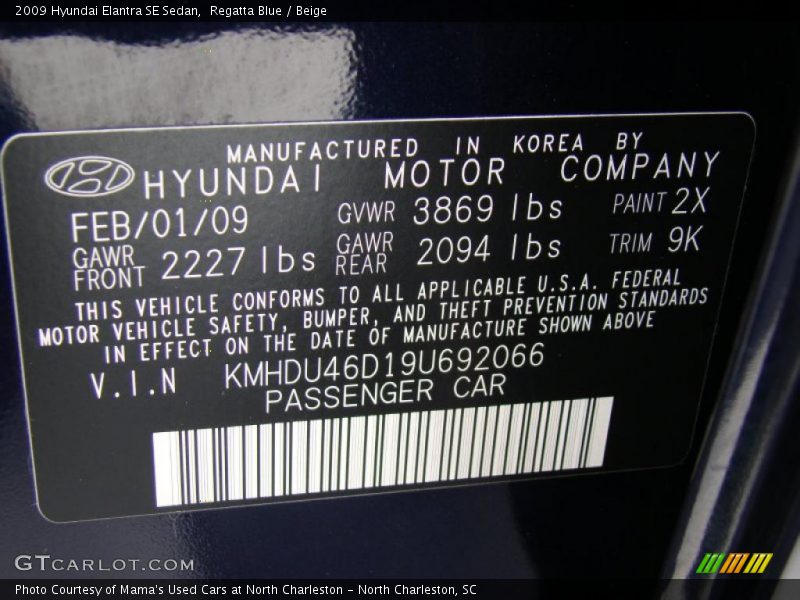 2009 Hyundai Elantra SE Sedan, Regatta Blue / Beige
MANUFACTURED IN KOREA BY
HYUNDAI MOTOR COMPANY
FEB/01/09 GVWR 3869 lbs PAINT 2X
GAWR FRONT 2227 lbs GAWR REAR 2094 lbs TRIM 9K
THIS VEHICLE CONFORMS TO ALL APPLICABLE U.S.A. FEDERAL
MOTOR VEHICLE SAFETY, BUMPER, AND THEFT PREVENTION STANDARDS
IN EFFECT ON THE DATE OF MANUFACTURE SHOWN ABOVE
V.I.N KMHDU46D19U692066
PASSENGER CAR
GTCARLOT.COM
Photo Courtesy of Mama's Used Cars at North Charleston - North Charleston, SC